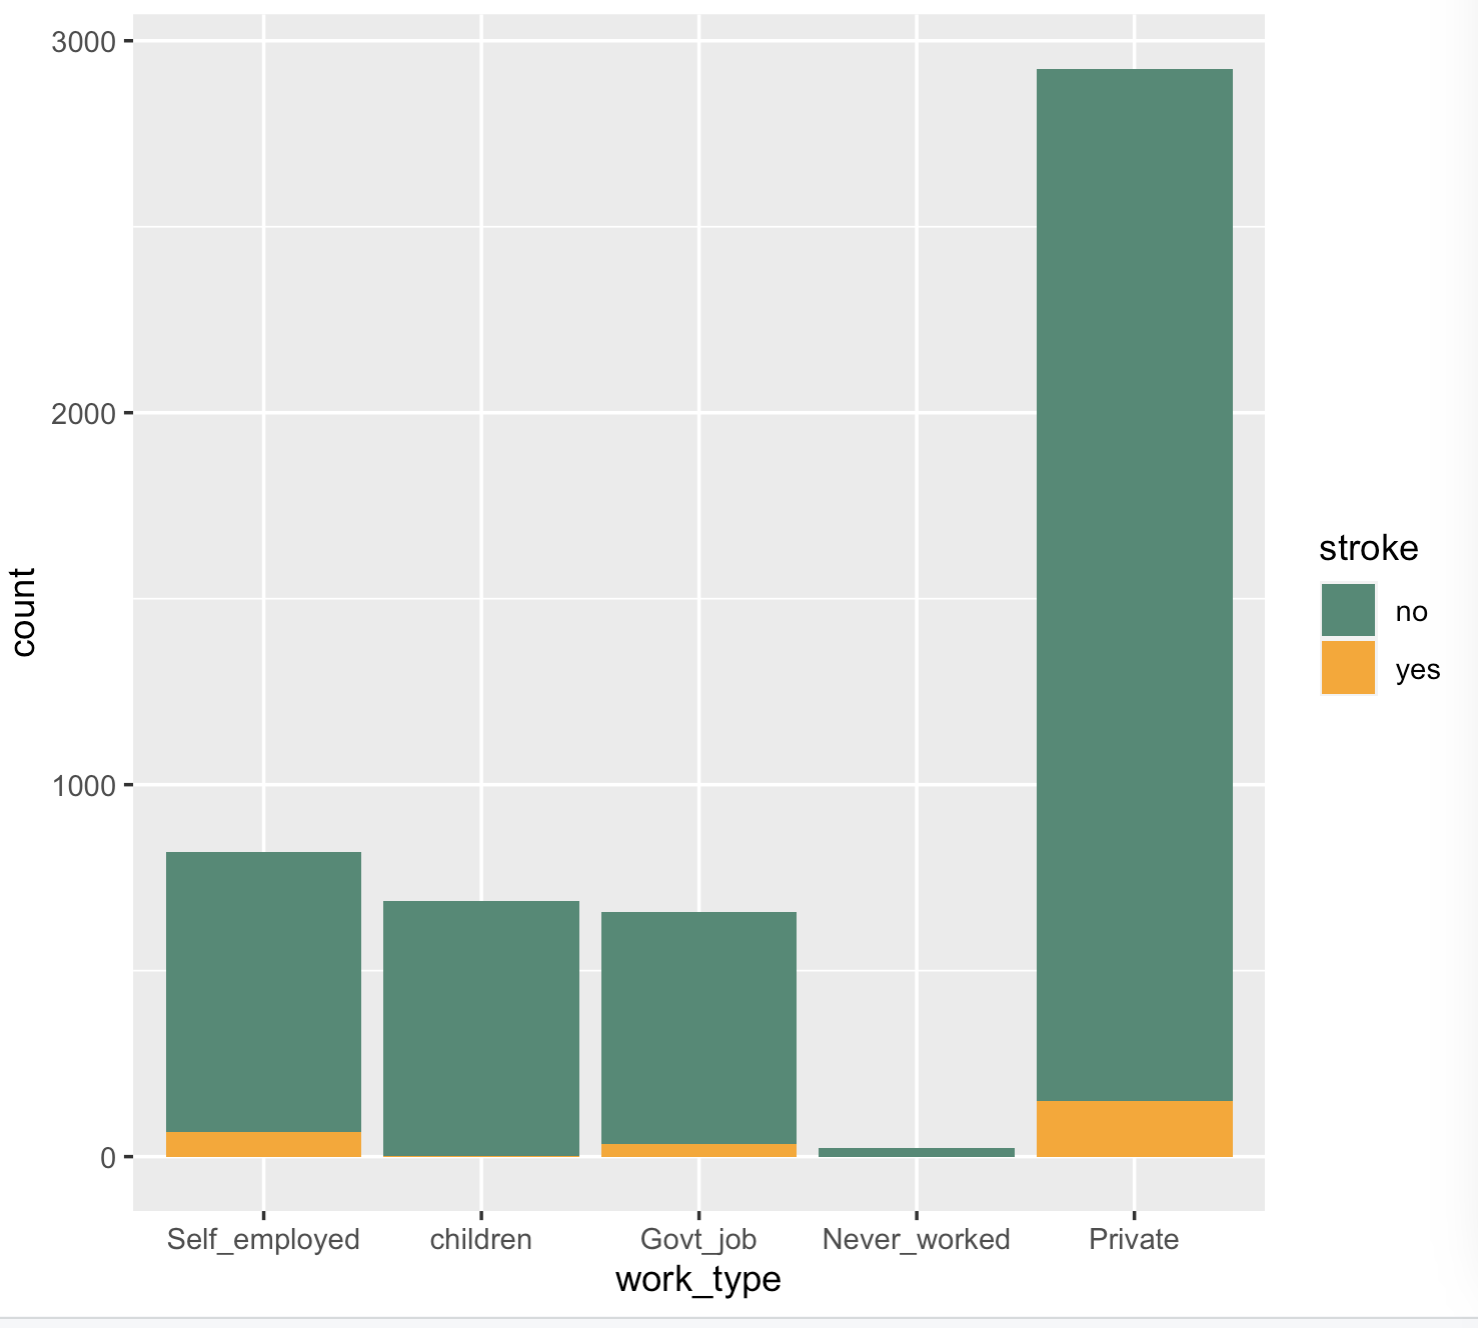 3000
2000
1000
0
count
Self_employed
children
Govt_job
Never_worked
Private
work_type
stroke
no
yes